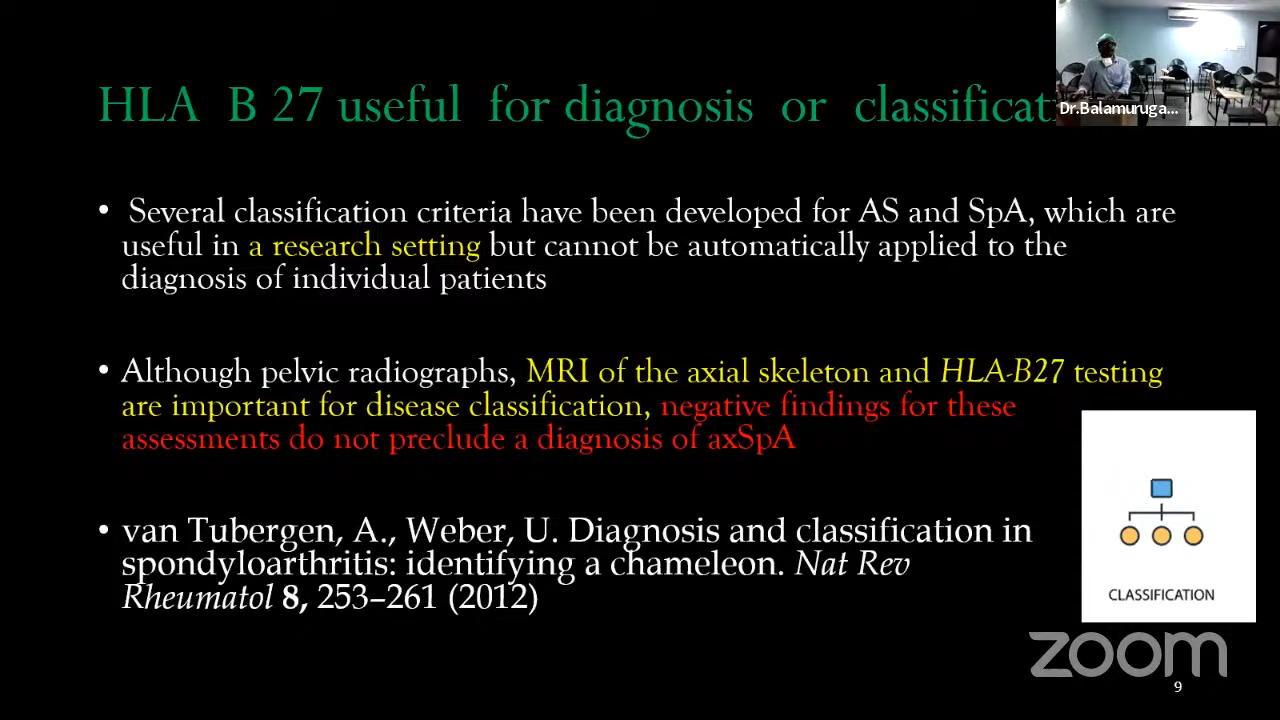 HLA B 27 useful for diagnosis or classificati
Dr.Balamuruga...
• Several classification criteria have been developed for AS and SpA, which are
useful in a research setting but cannot be automatically applied to the
diagnosis of individual patients
• Although pelvic radiographs, MRI of the axial skeleton and HLA-B27 testing
are important for disease classification, negative findings for these
assessments do not preclude a diagnosis of axSpA
• van Tubergen, A., Weber, U. Diagnosis and classification in
spondyloarthritis: identifying a chameleon. Nat Rev
Rheumatol 8, 253–261 (2012)
CLASSIFICATION
zoom
9